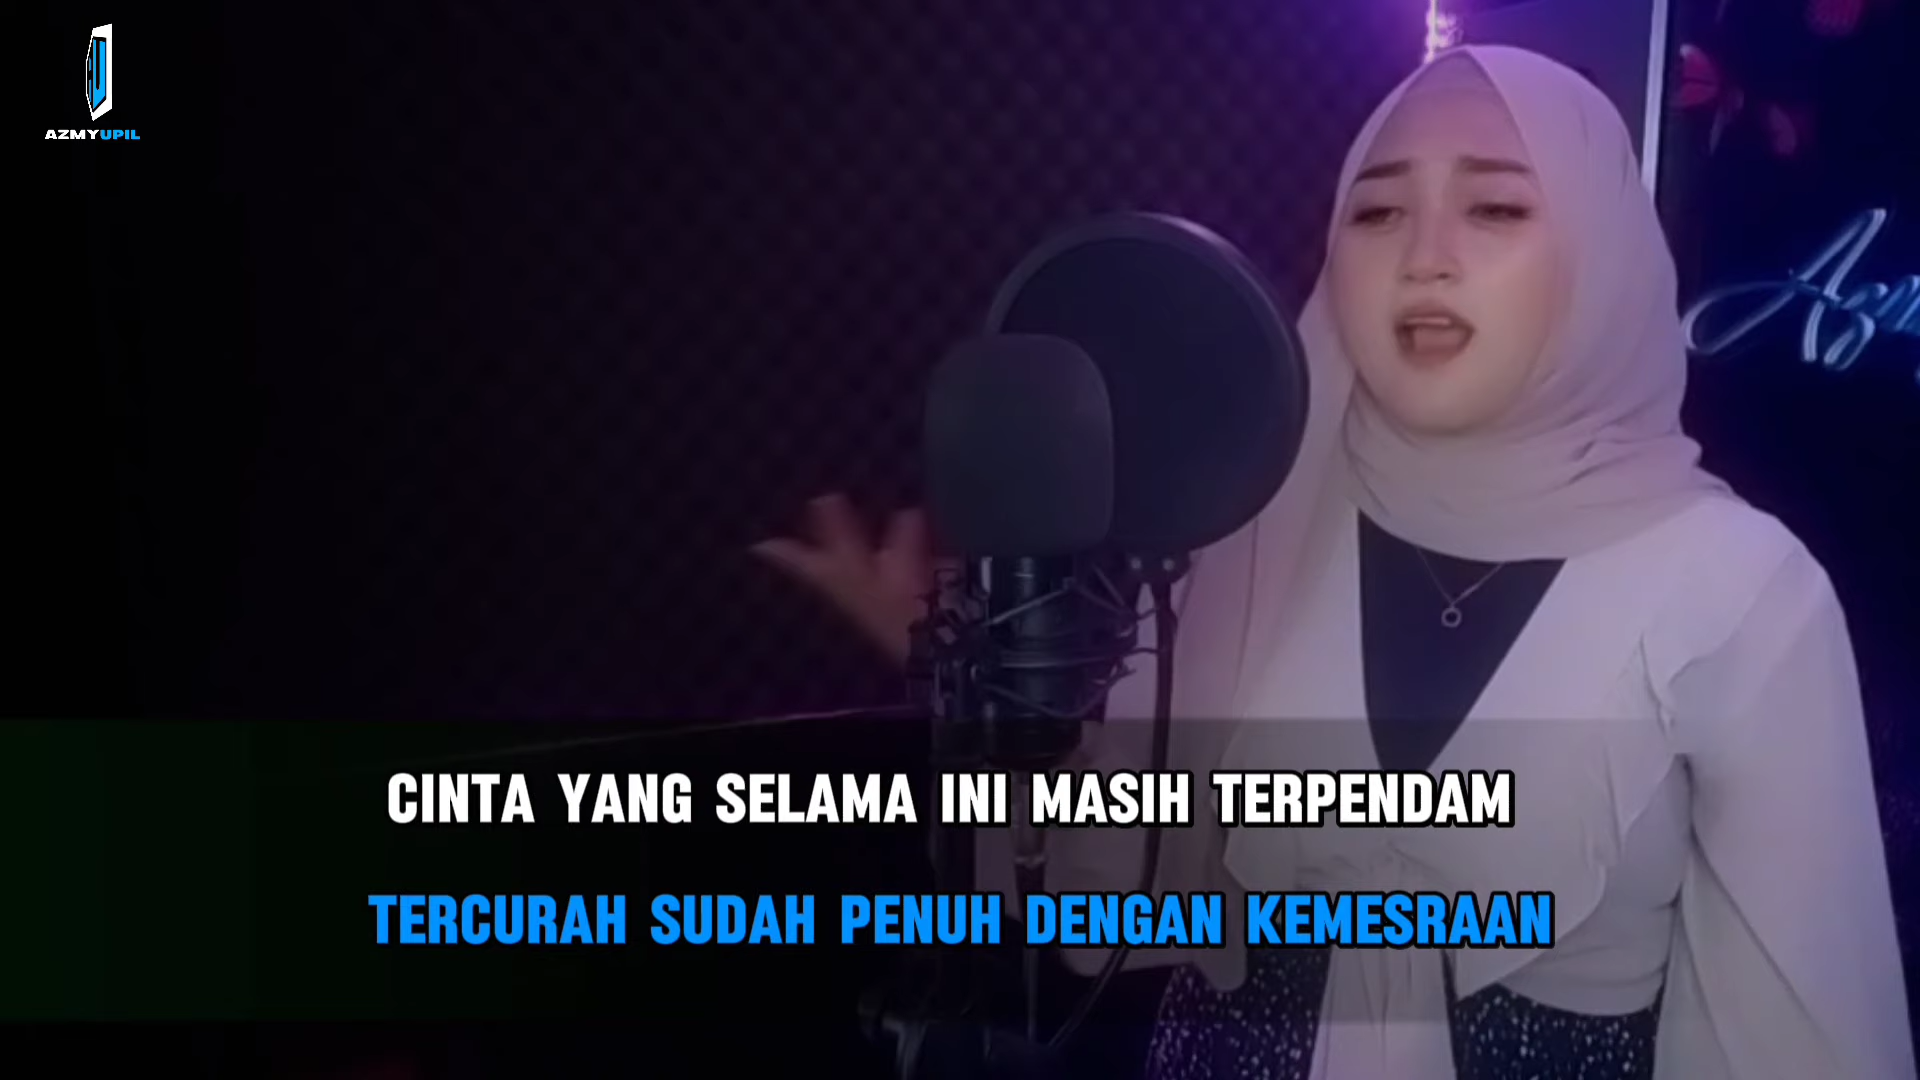 AZMYUPIL
CINTA YANG SELAMA INI MASIH TERPENDAM
TERCURAH SUDAH PENUH DENGAN KEMESRAAN